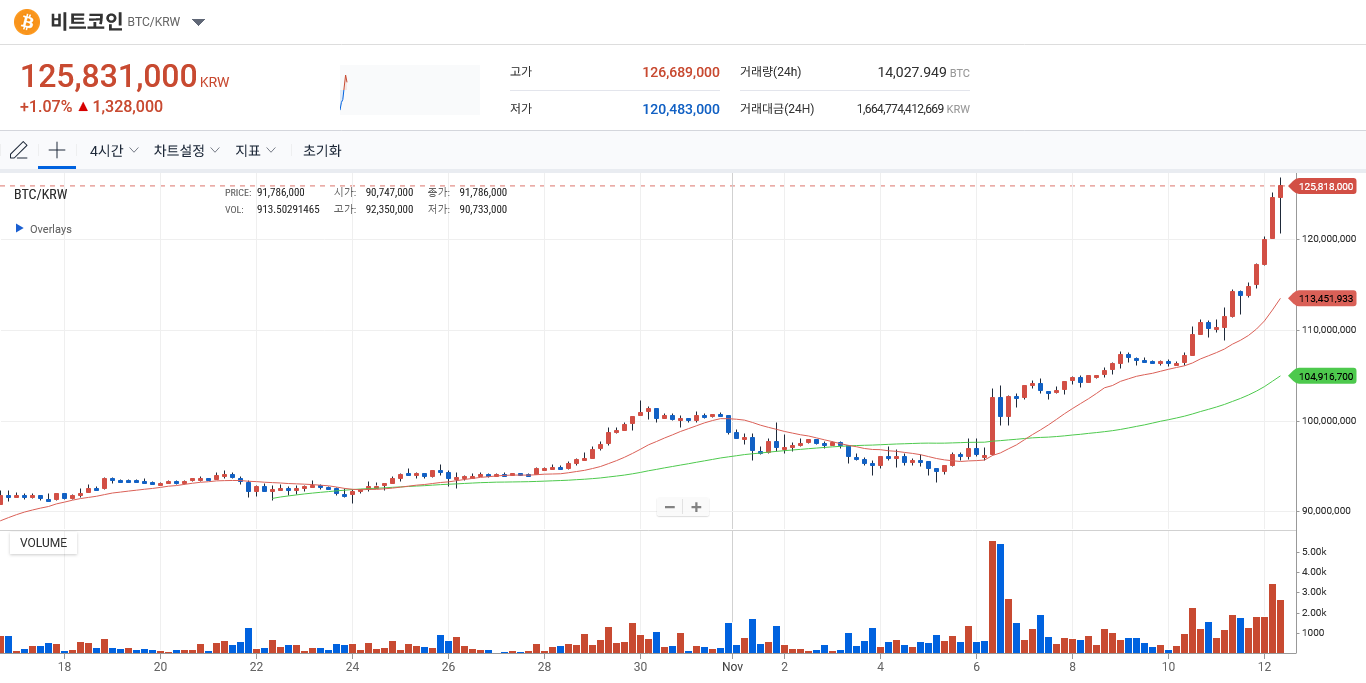 비트코인 BTC/KRW
125,831,000 KRW
+1.07% ▲ 1,328,000
고가 126,689,000
저가 120,483,000
거래량(24h) 14,027.949 BTC
거래대금(24H) 1,664,774,412,669 KRW
4시간 차트설정 지표 초기화
BTC/KRW
PRICE: 91,786,000 시가: 90,747,000 종가: 91,786,000
VOL: 913.50291465 고가: 92,350,000 저가: 90,733,000
Overlays
125,818,000
120,000,000
113,451,933
110,000,000
104,916,700
100,000,000
90,000,000
VOLUME
5.00k
4.00k
3.00k
2.00k
1000
18 20 22 24 26 28 30 Nov 2 4 6 8 10 12